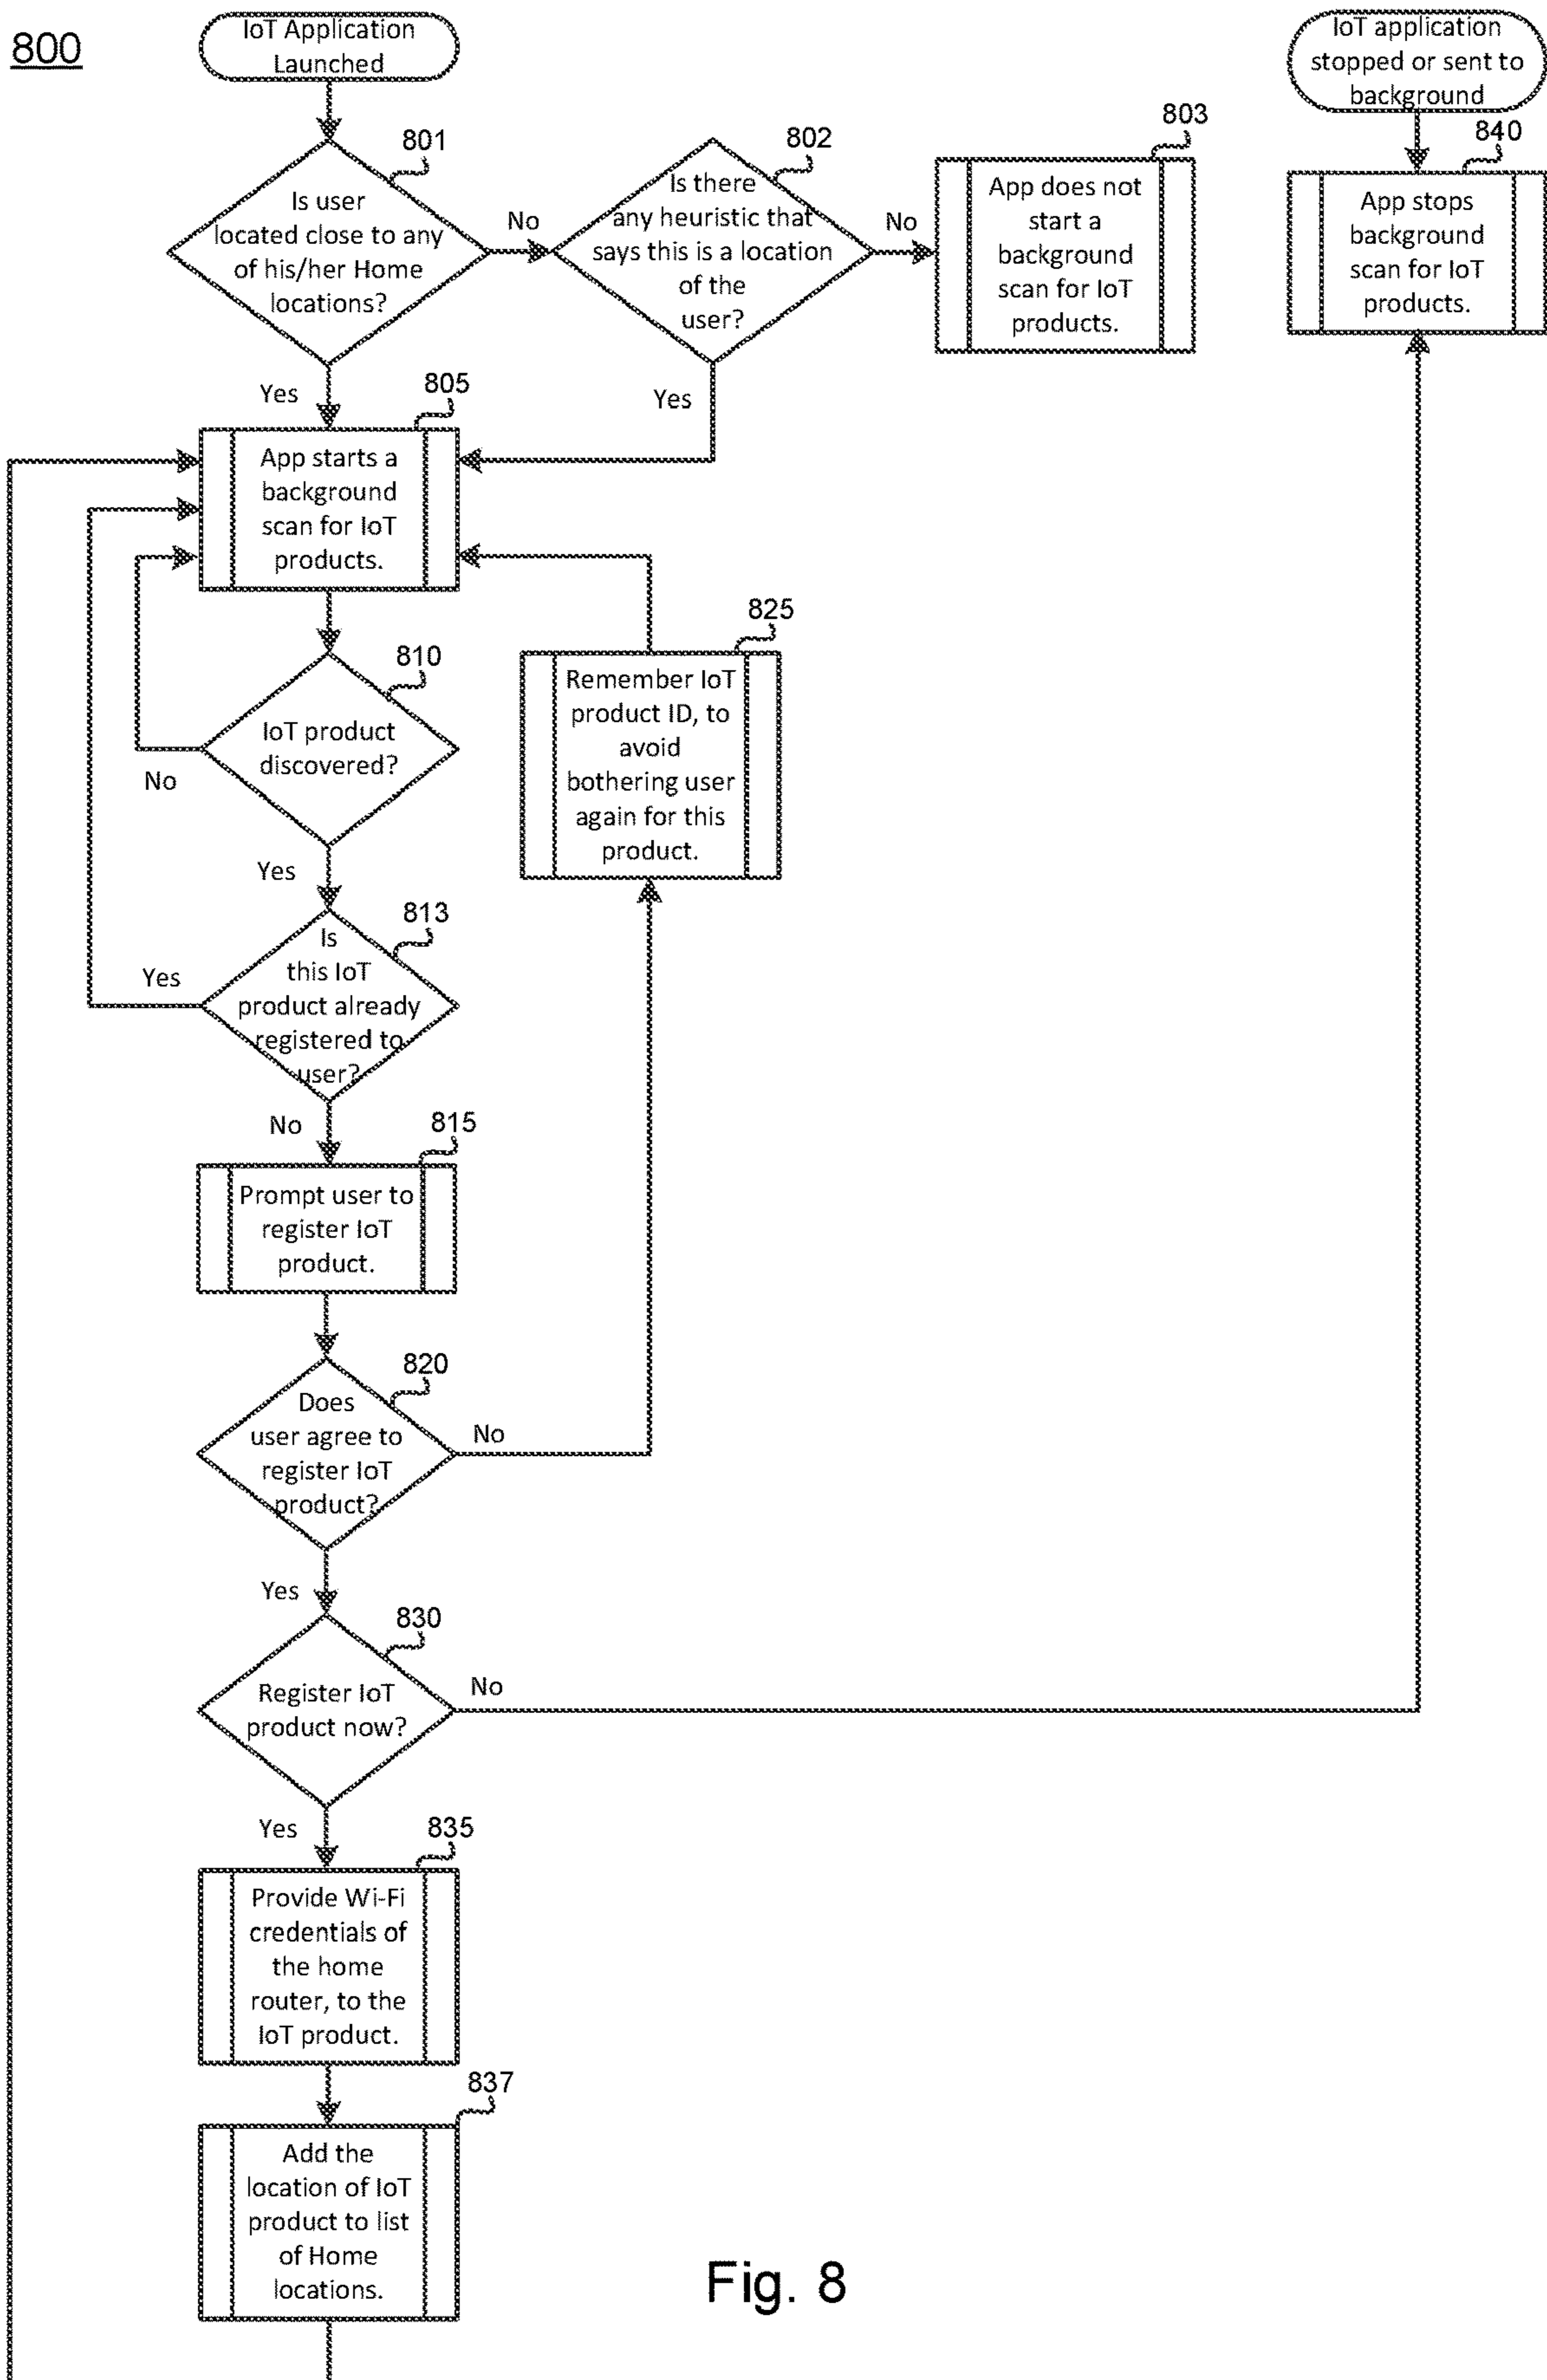 800
IoT Application
Launched
IoT application
stopped or sent to
background
801
Is user
located close to any
of his/her Home
locations?
No
802
Is there
any heuristic that
says this is a location
of the
user?
No
803
App does not
start a
background
scan for IoT
products.
840
App stops
background
scan for IoT
products.
Yes
Yes
805
App starts a
background
scan for IoT
products.
825
Remember IoT
product ID, to
avoid
bothering user
again for this
product.
810
IoT product
discovered?
No
Yes
813
Is
this IoT
product already
registered to
user?
Yes
No
815
Prompt user to
register IoT
product.
820
Does
user agree to
register IoT
product?
No
Yes
830
Register IoT
product now?
No
Yes
835
Provide Wi-Fi
credentials of
the home
router, to the
IoT product.
837
Add the
location of IoT
product to list
of Home
locations.
Fig. 8